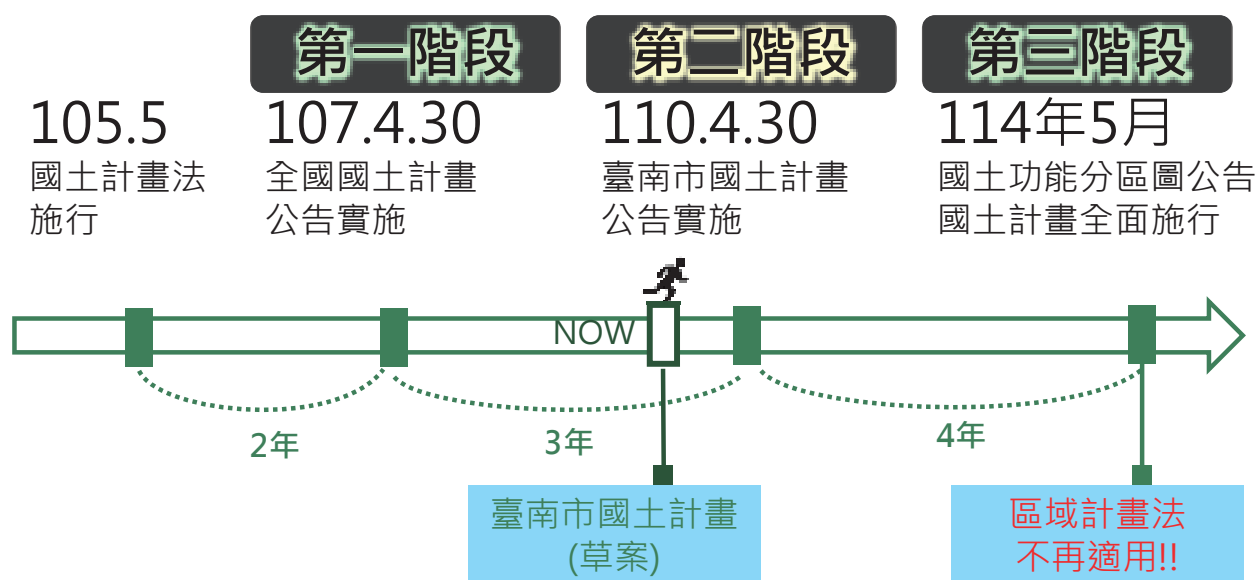 第一階段
第二階段
第三階段
105.5
國土計畫法
施行
107.4.30
全國國土計畫
公告實施
110.4.30
臺南市國土計畫
公告實施
114年5月
國土功能分區圖公告
國土計畫全面施行
NOW
2年
3年
4年
臺南市國土計畫
(草案)
區域計畫法
不再適用!!